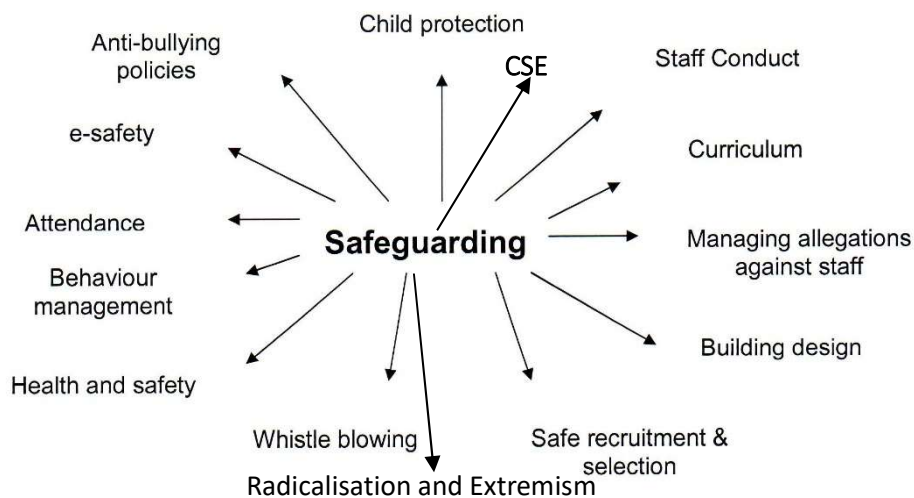 Child protection
Anti-bullying
policies
CSE
Staff Conduct
e-safety
Curriculum
Attendance
Safeguarding
Managing allegations
against staff
Behaviour
management
Building design
Health and safety
Whistle blowing
Safe recruitment &
selection
Radicalisation and Extremism